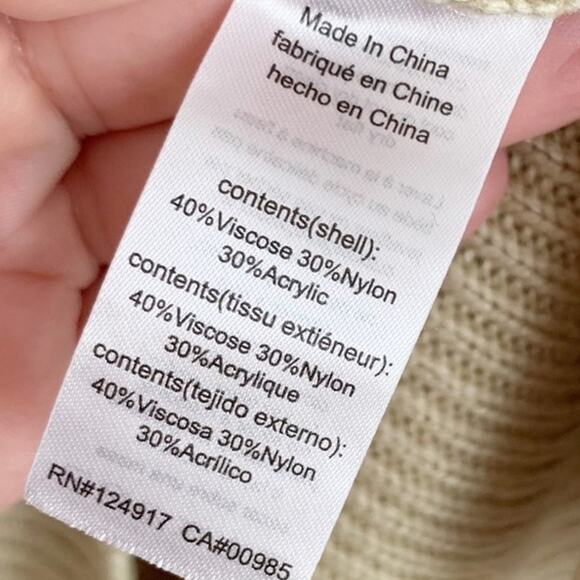 Made In China
fabriqué en Chine
hecho en China
contents(shell):
40%Viscose 30%Nylon
30%Acrylic
contents(tissu extiéneur):
40%Viscose 30%Nylon
30%Acrylique
contents(tejido externo):
40%Viscosa 30%Nylon
30%Acrílico
RN#124917 CA#00985